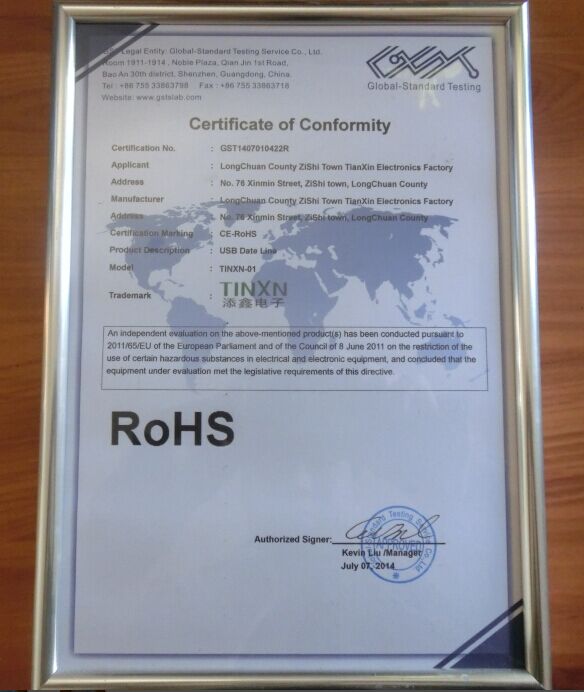 Legal Entity: Global-Standard Testing Service Co., Ltd.
Room 1911-1914 , Noble Plaza, Qian Jin 1st Road,
Bao An 30th district, Shenzhen, Guangdong, China.
Tel : +86 755 33863798 Fax : +86 755 33863718
Website: www.gstslab.com
GST
Global-Standard Testing
Certificate of Conformity
Certification No. : GST1407010422R
Applicant : LongChuan County ZiShi Town TianXin Electronics Factory
Address : No. 76 Xinmin Street, ZiShi town, LongChuan County
Manufacturer : LongChuan County ZiShi Town TianXin Electronics Factory
Address : No. 76 Xinmin Street, ZiShi town, LongChuan County
Certification Marking : CE-RoHS
Product Description : USB Date Line
Model : TINXN-01
Trademark : TINXN
添鑫电子
An independent evaluation on the above-mentioned product(s) has been conducted pursuant to
2011/65/EU of the European Parliament and of the Council of 8 June 2011 on the restriction of the
use of certain hazardous substances in electrical and electronic equipment, and concluded that the
equipment under evaluation met the legislative requirements of this directive.
RoHS
Authorized Signer:
Standard Testing Service Co., Ltd
APPROVED
Kevin Liu /Manager
July 07, 2014